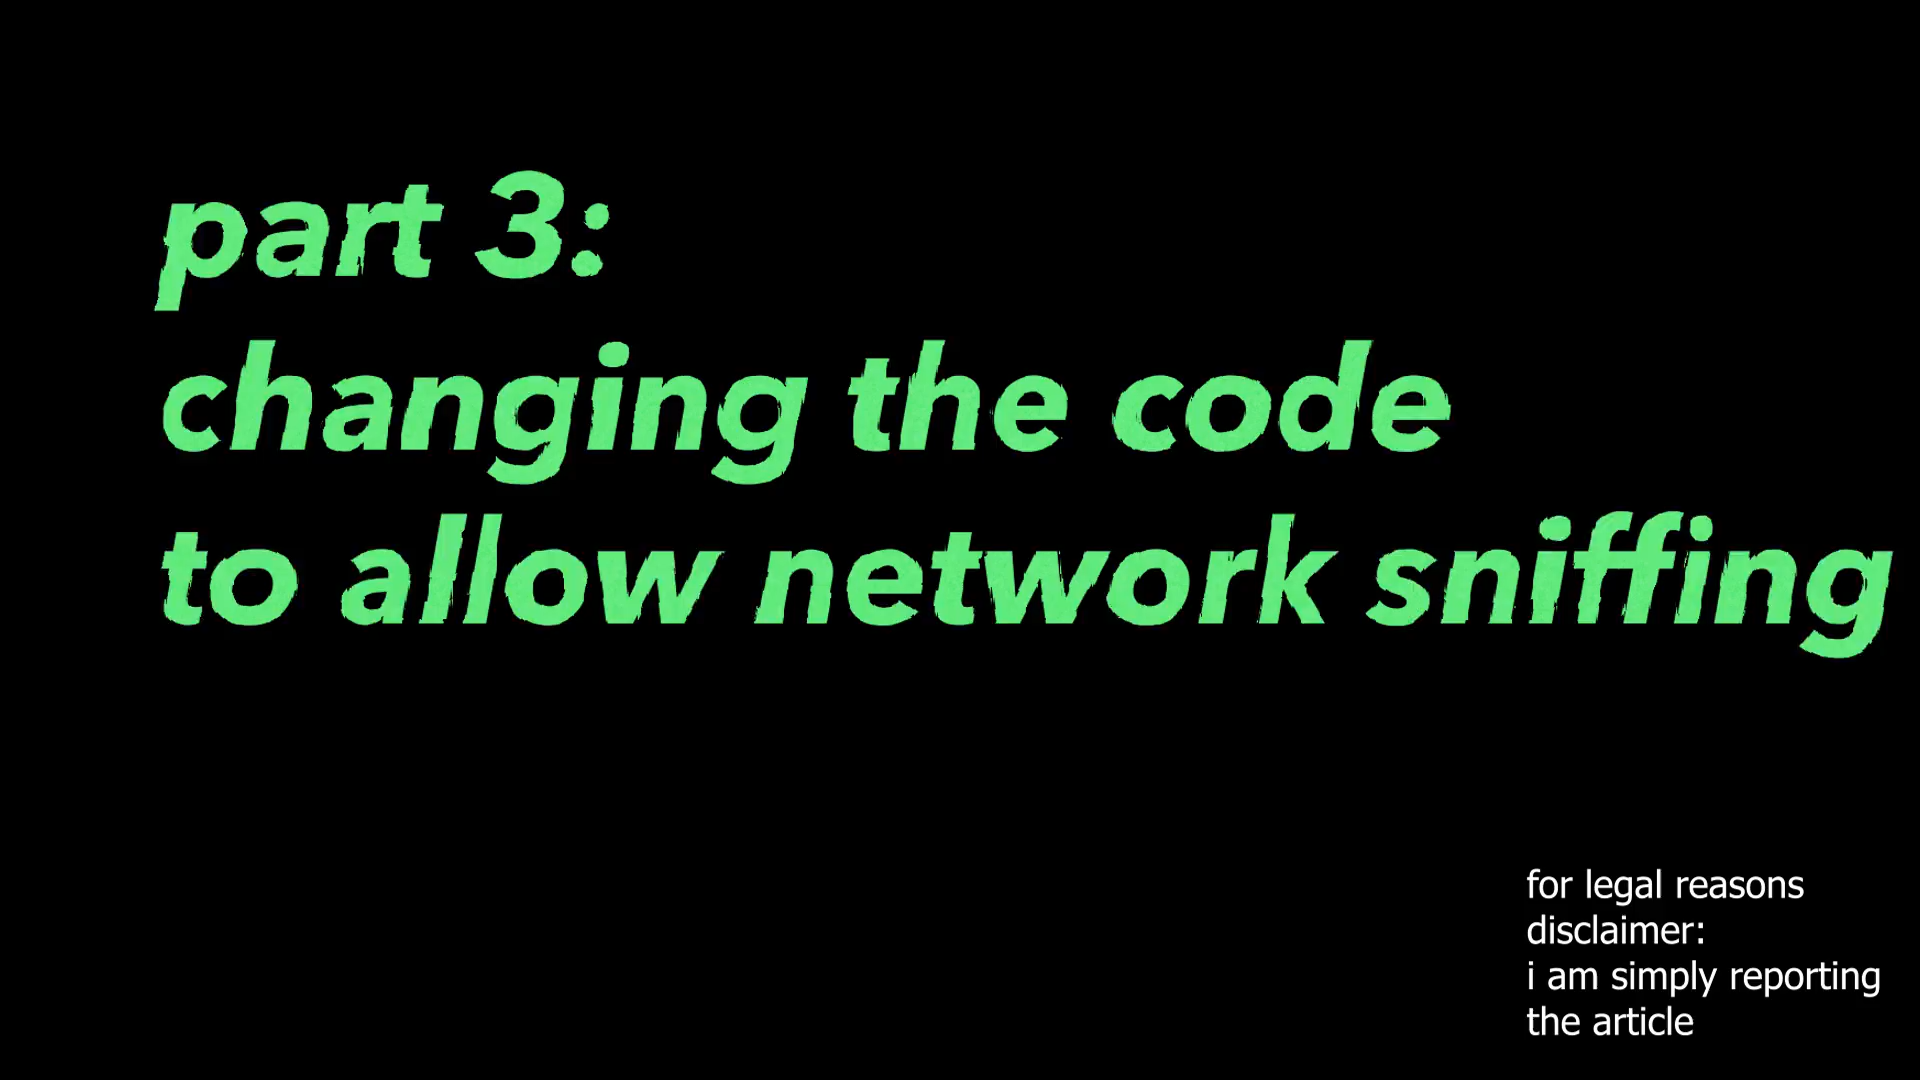 part 3:
changing the code
to allow network sniffing
for legal reasons
disclaimer:
i am simply reporting
the article